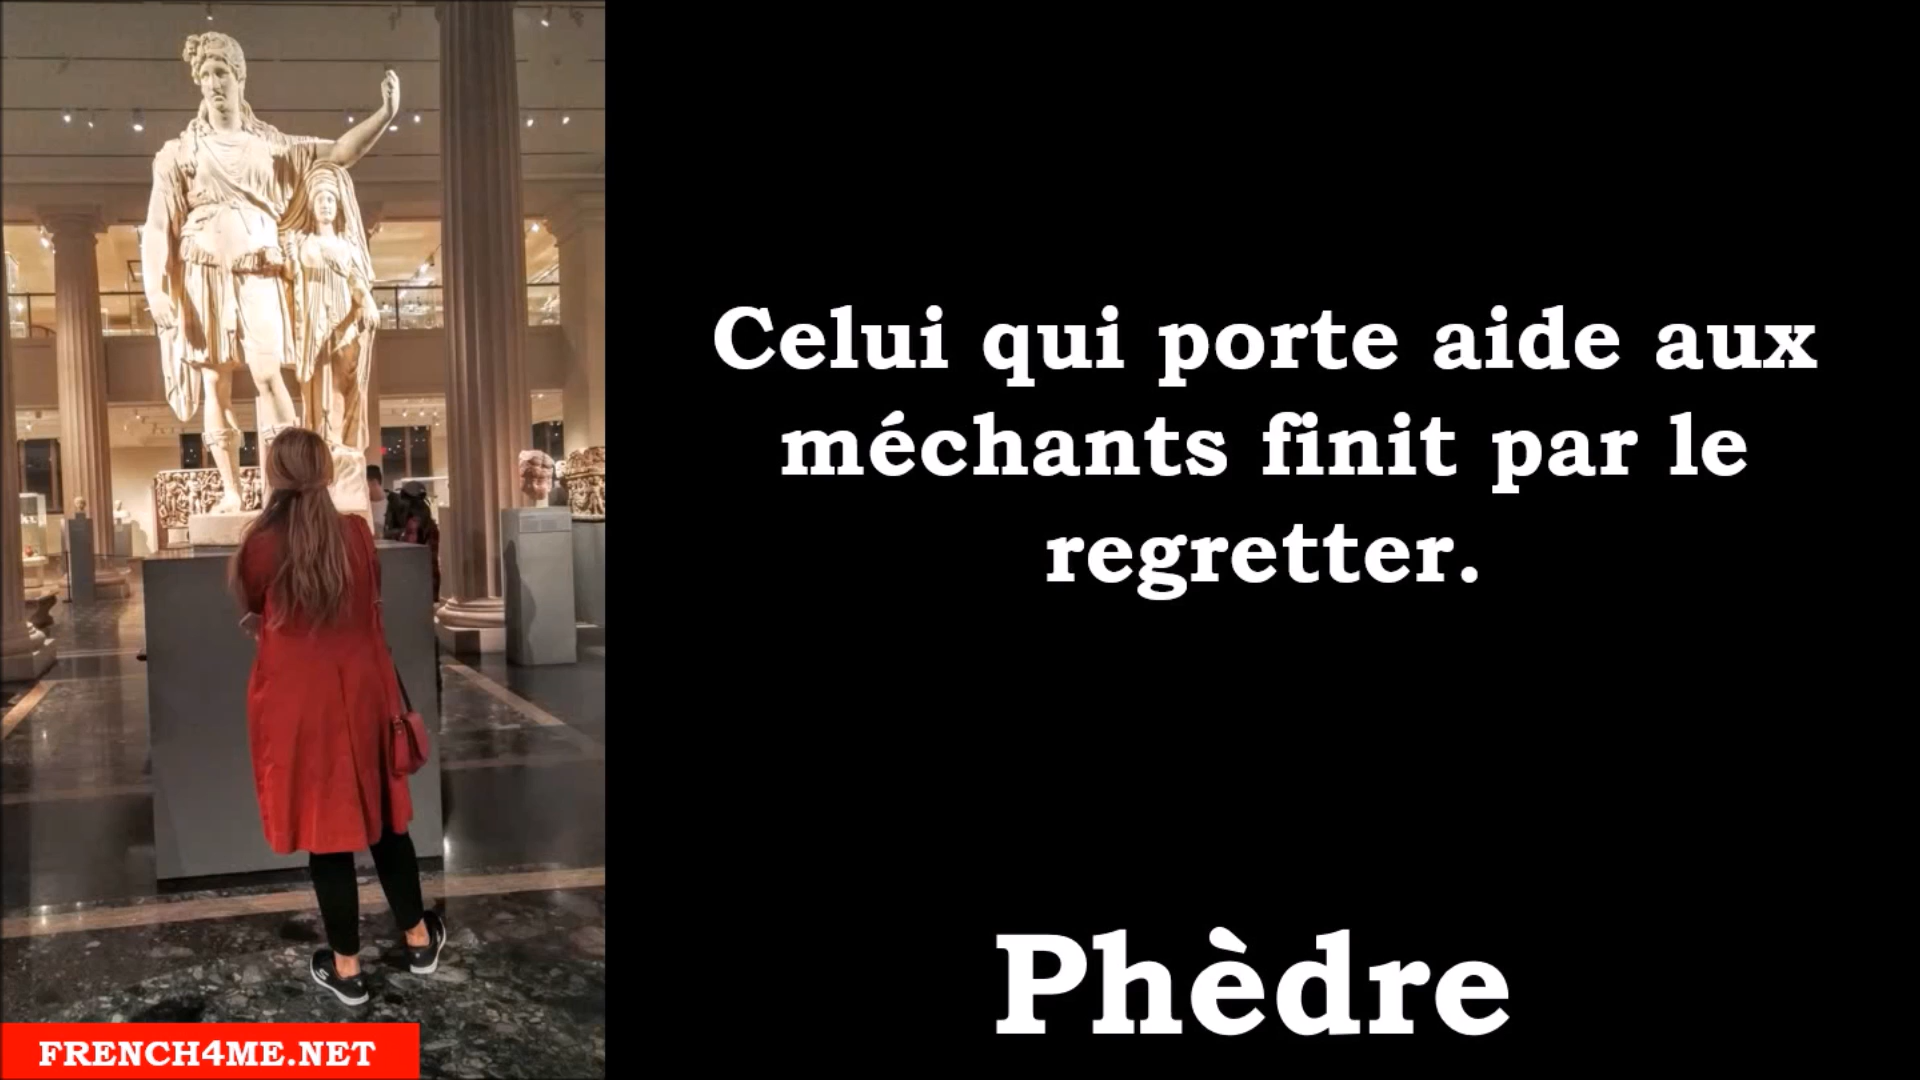 Celui qui porte aide aux
méchants finit par le
regretter.
Phèdre
FRENCH4ME.NET